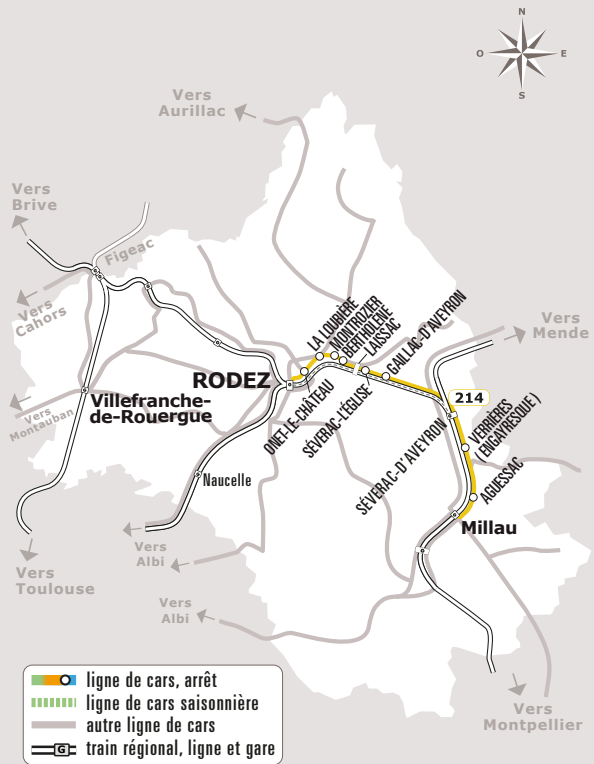 N
O
E
S
Vers
Aurillac
Vers
Brive
Figeac
Vers
Cahors
Vers
Mende
LA LOUBIÈRE
MONTROZIER
BERTHOLÈNE
LAISSAC
GAILLAC-D'AVEYRON
RODEZ
Villefranche-
de-Rouergue
Vers
Montauban
ONET-LE-CHÂTEAU
SÉVERAC-L'ÉGLISE
214
SÉVERAC-D'AVEYRON
VERRIÈRES
(ENGAYRESQUE)
AGUESSAC
Naucelle
Millau
Vers
Albi
Vers
Toulouse
Vers
Albi
Vers
Montpellier
ligne de cars, arrêt
ligne de cars saisonnière
autre ligne de cars
G
train régional, ligne et gare